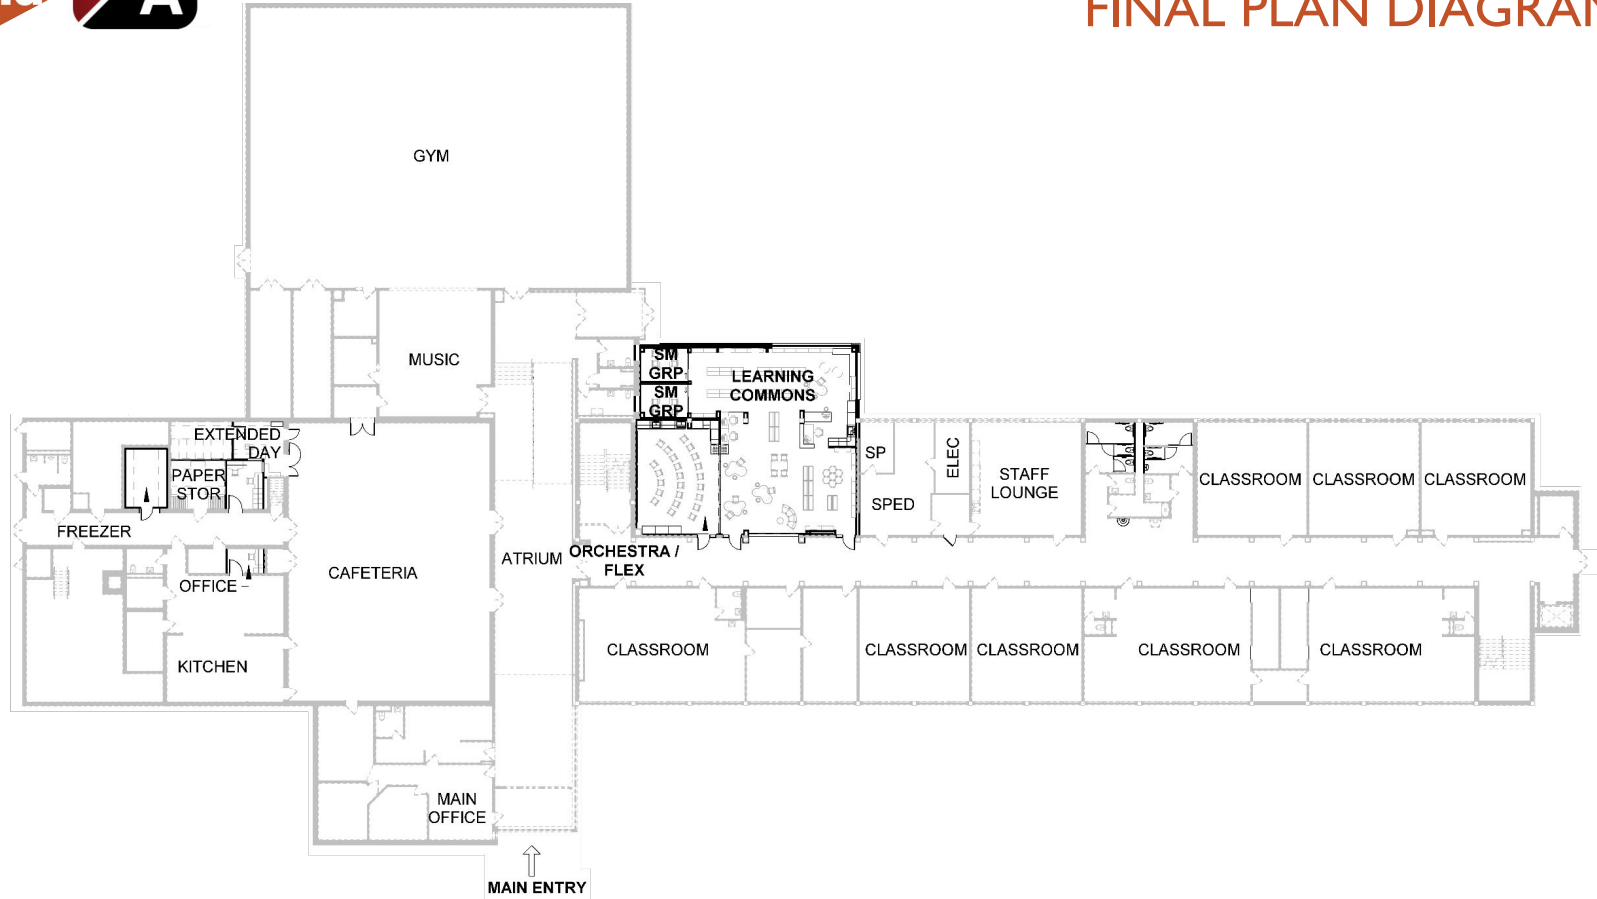 FINAL PLAN DIAGRAM
A
GYM
MUSIC
SM
GRP
SM
GRP
LEARNING
COMMONS
EXTENDED
DAY
PAPER
STOR
FREEZER
SP
ELEC
SPED
STAFF
LOUNGE
CLASSROOM
CLASSROOM
CLASSROOM
OFFICE
CAFETERIA
ATRIUM
ORCHESTRA /
FLEX
KITCHEN
CLASSROOM
CLASSROOM
CLASSROOM
CLASSROOM
CLASSROOM
MAIN
OFFICE
MAIN ENTRY